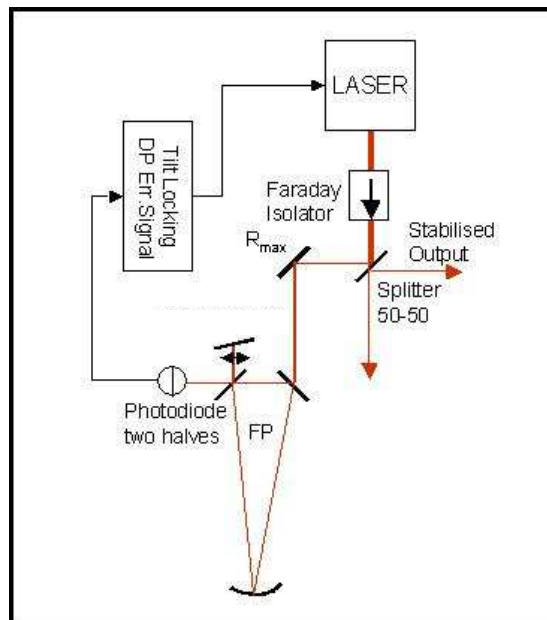 LASER
Tilt Locking
DP Err.Signal
Faraday
Isolator
Stabilised
Output
R max
Splitter
50-50
Photodiode
two halves
FP